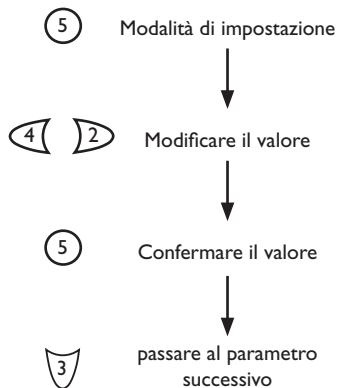 5 Modalità di impostazione
4 2 Modificare il valore
5 Confermare il valore
3 passare al parametro
successivo